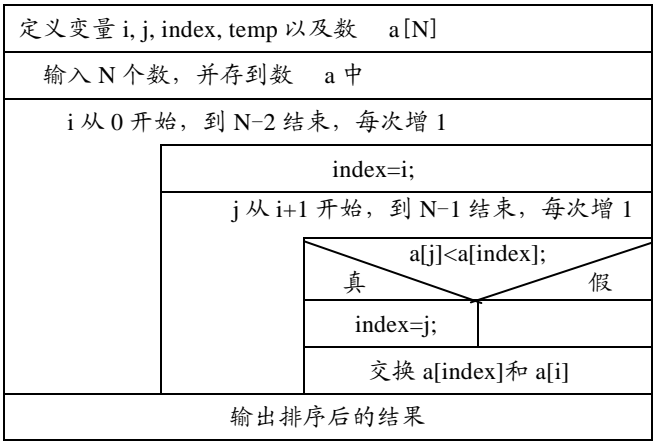 定义变量 i, j, index, temp 以及数 a[N]
输入 N 个数，并存到数 a 中
i 从 0 开始，到 N-2 结束，每次增 1
index=i;
j 从 i+1 开始，到 N-1 结束，每次增 1
a[j]<a[index];
真 假
index=j;
交换 a[index]和 a[i]
输出排序后的结果